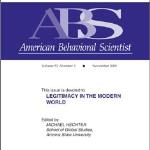 ABS
American Behavioral Scientist
This issue is devoted to
LEGITIMACY IN THE MODERN
WORLD
Edited by
MICHAEL HECHTER
School of Global Studies,
Arizona State University